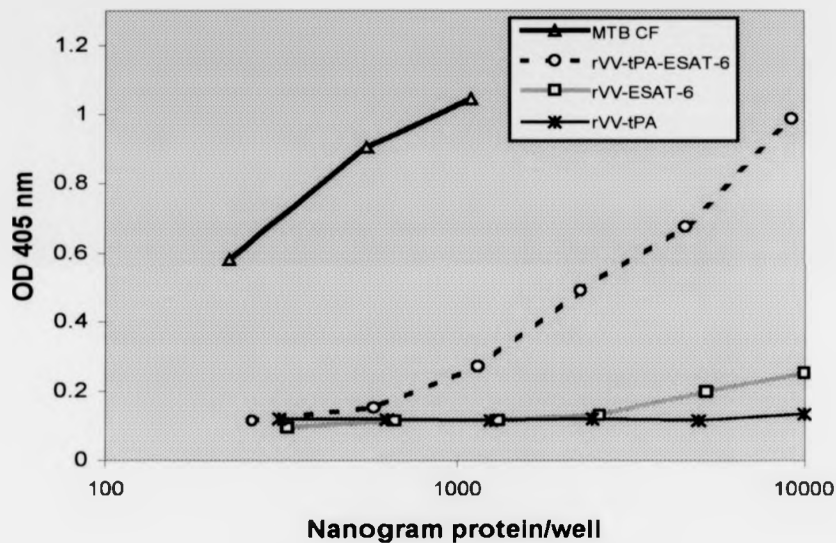 1.2
1
0.8
0.6
0.4
0.2
0
OD 405 nm
MTB CF
rVV-tPA-ESAT-6
rVV-ESAT-6
rVV-tPA
100
1000
10000
Nanogram protein/well